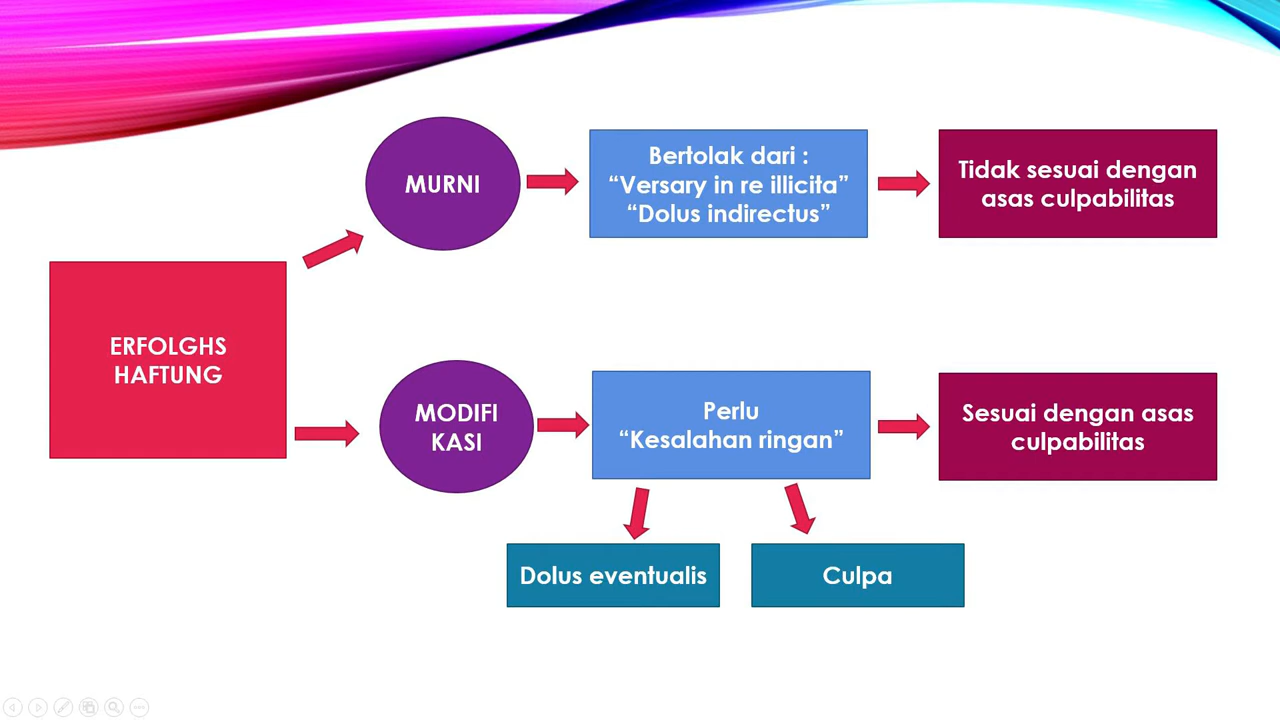 MURNI
Bertolak dari :
“Versary in re illicita”
“Dolus indirectus”
Tidak sesuai dengan
asas culpabilitas
ERFOLGHS
HAFTUNG
MODIFI
KASI
Perlu
“Kesalahan ringan”
Sesuai dengan asas
culpabilitas
Dolus eventualis
Culpa